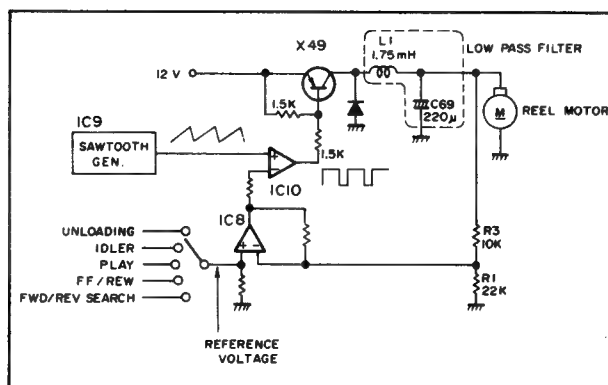 X49
L1
1.75mH
LOW PASS FILTER
12 V
1.5K
C69
220μ
M
REEL MOTOR
IC9
SAWTOOTH
GEN.
1.5K
+
−
IC10
IC8
+ −
UNLOADING
IDLER
PLAY
FF/REW
FWD/REV SEARCH
R3
10K
R1
22K
REFERENCE
VOLTAGE